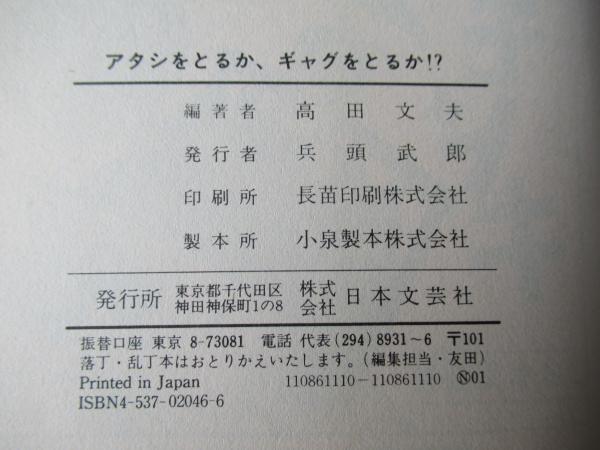 アタシをとるか、ギャグをとるか!?
編著者 高田文夫
発行者 兵頭武郎
印刷所 長苗印刷株式会社
製本所 小泉製本株式会社
発行所 東京都千代田区神田神保町1の8 株式会社 日本文芸社
振替口座 東京 8-73081 電話 代表(294)8931~6 〒101
落丁・乱丁本はおとりかえいたします。(編集担当・友田)
Printed in Japan 110861110-110861110 Ⓝ01
ISBN4-537-02046-6